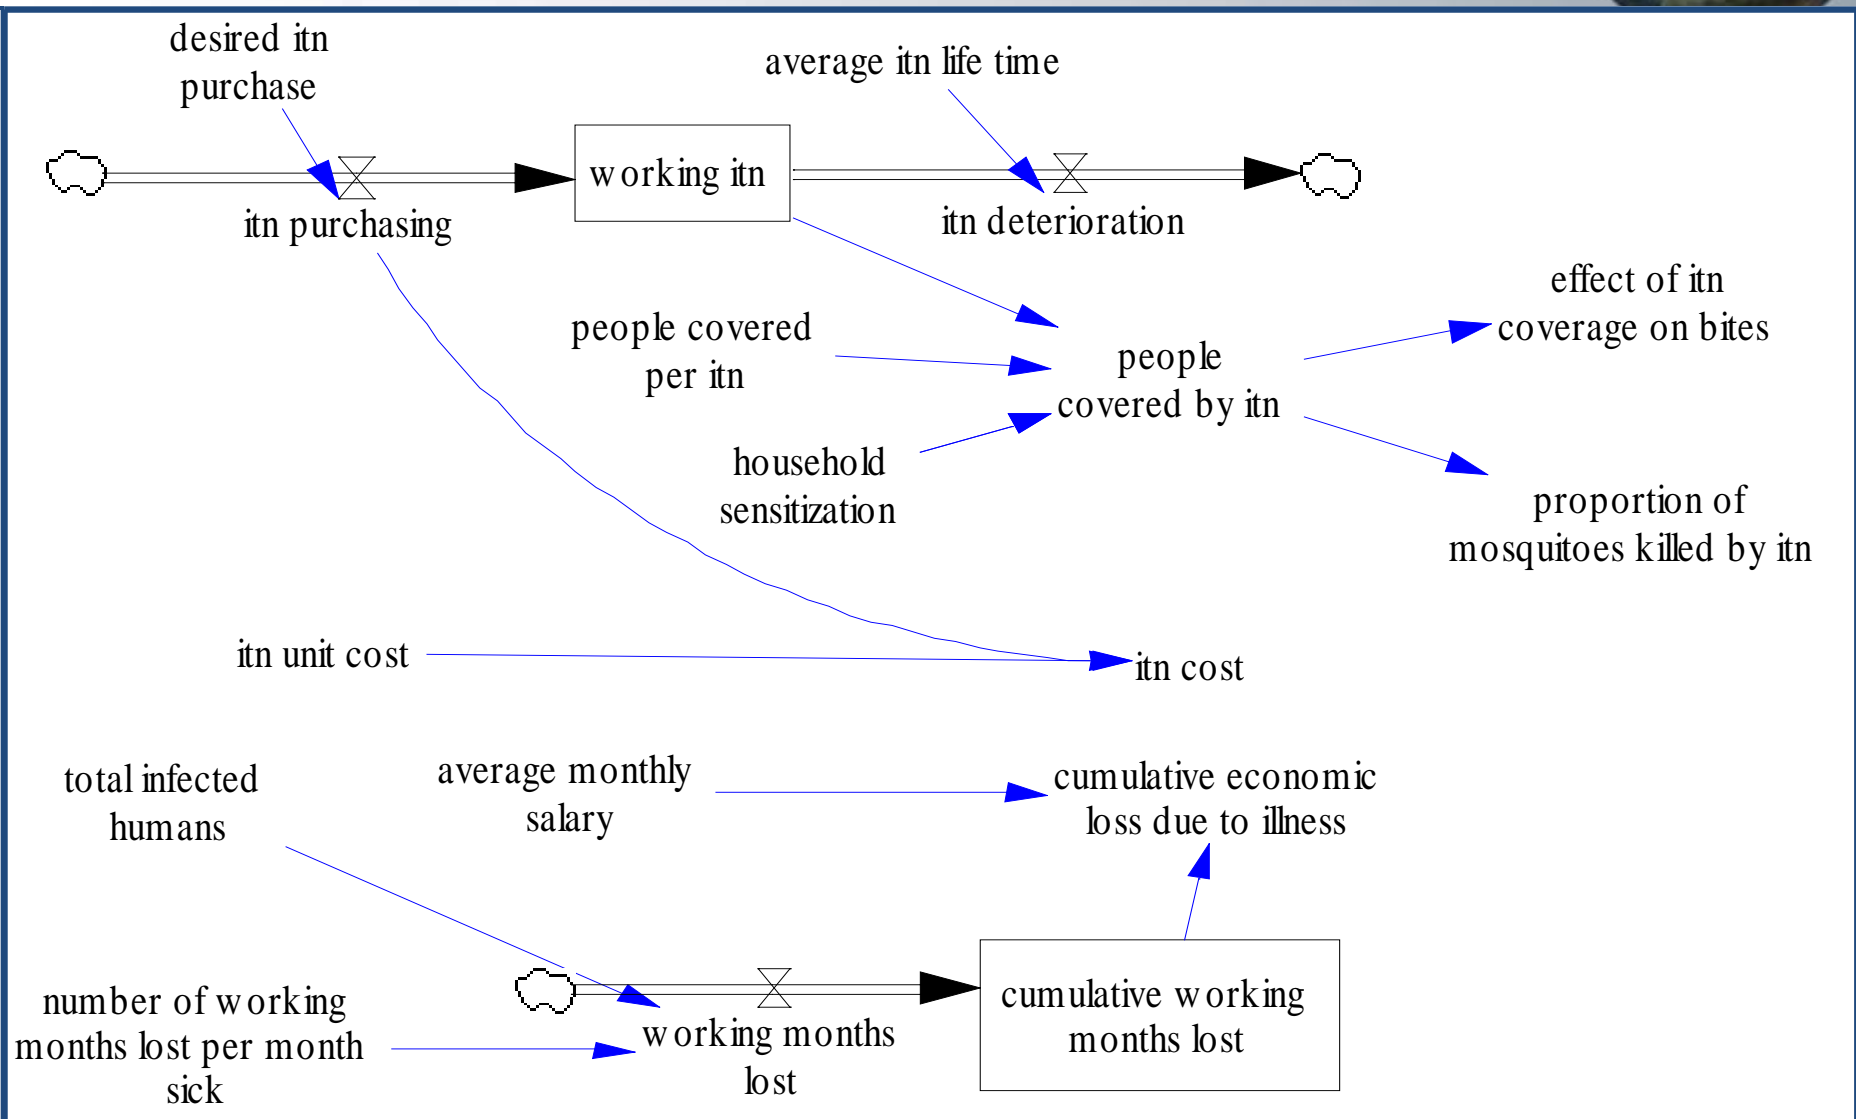 desired itn
purchase
average itn life time
working itn
itn purchasing
itn deterioration
effect of itn
coverage on bites
people covered
per itn
people
covered by itn
household
sensitization
proportion of
mosquitoes killed by itn
itn unit cost
itn cost
total infected
humans
average monthly
salary
cumulative economic
loss due to illness
number of working
months lost per month
sick
working months
lost
cumulative working
months lost